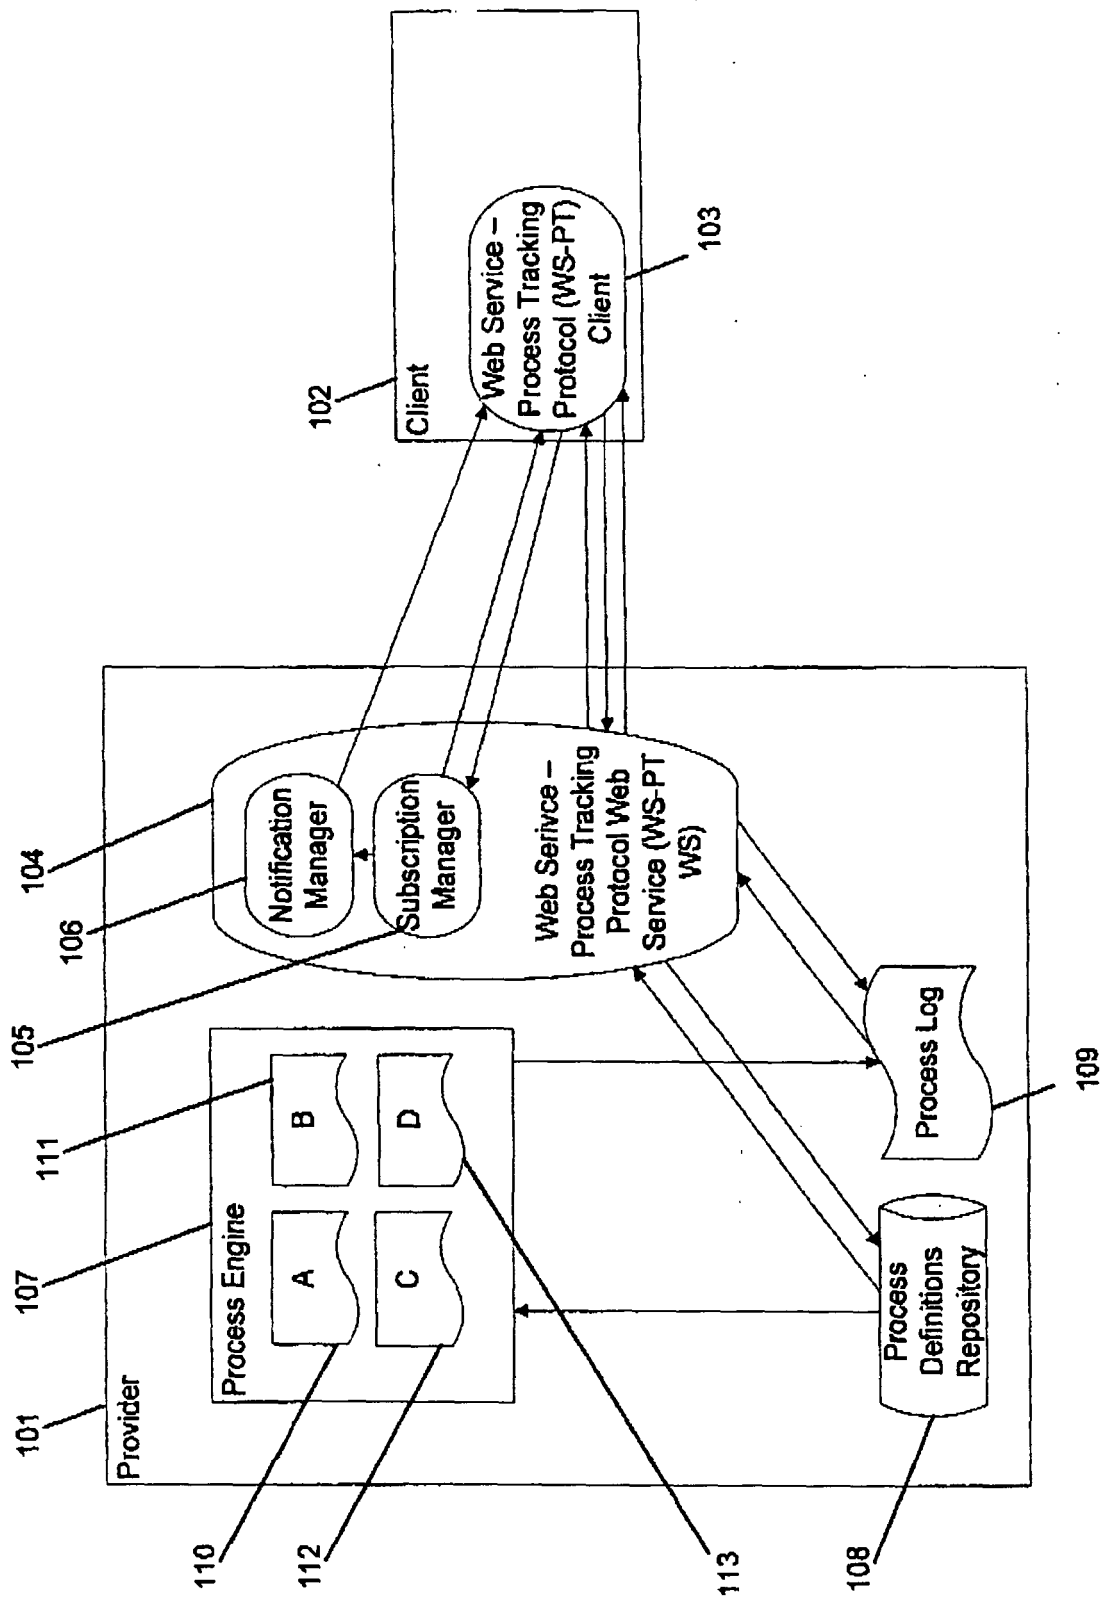 101
Provider
107
Process Engine
110
A
111
B
112
C
113
D
105
106
104
Notification
Manager
Subscription
Manager
Web Serivce –
Process Tracking
Protocol Web
Service (WS-PT
WS)
108
Process
Definitions
Repository
109
Process Log
102
Client
Web Service –
Process Tracking
Protocol (WS-PT)
Client
103